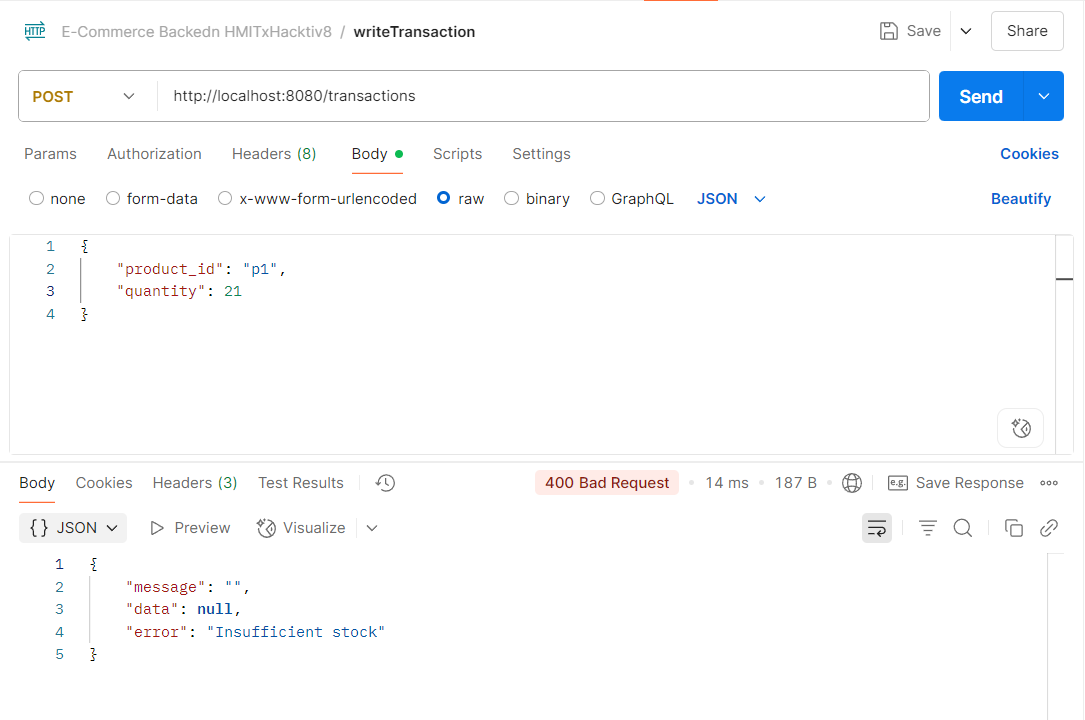 HTTP E-Commerce Backedn HMITxHacktiv8 / writeTransaction Save Share
POST http://localhost:8080/transactions Send
Params Authorization Headers (8) Body Scripts Settings Cookies
none form-data x-www-form-urlencoded raw binary GraphQL JSON Beautify
1 {
2 "product_id": "p1",
3 "quantity": 21
4 }
Body Cookies Headers (3) Test Results 400 Bad Request • 14 ms • 187 B • e.g. Save Response
{} JSON Preview Visualize
1 {
2 "message": "",
3 "data": null,
4 "error": "Insufficient stock"
5 }